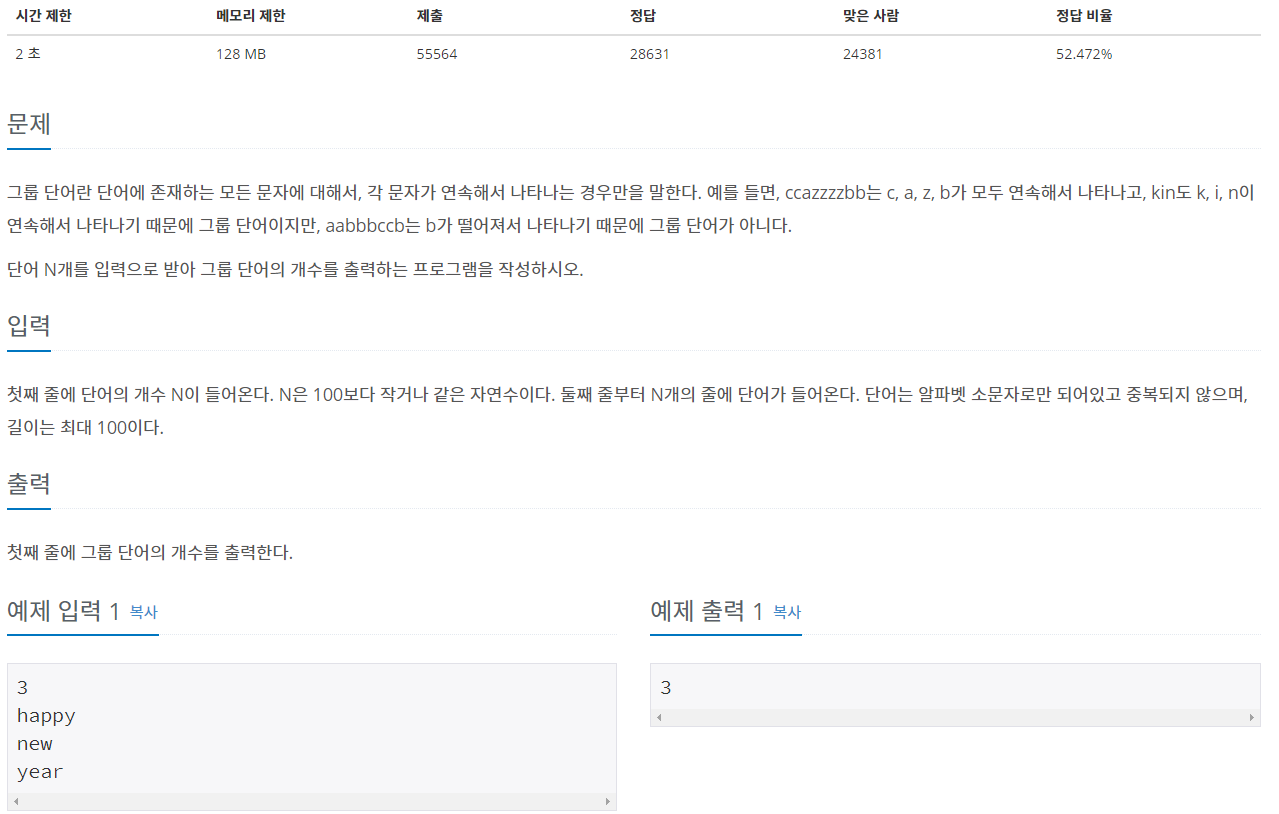 시간 제한 메모리 제한 제출 정답 맞은 사람 정답 비율
2 초 128 MB 55564 28631 24381 52.472%
문제
그룹 단어란 단어에 존재하는 모든 문자에 대해서, 각 문자가 연속해서 나타나는 경우만을 말한다. 예를 들면, ccazzzzbb는 c, a, z, b가 모두 연속해서 나타나고, kin도 k, i, n이
연속해서 나타나기 때문에 그룹 단어이지만, aabbbccb는 b가 떨어져서 나타나기 때문에 그룹 단어가 아니다.
단어 N개를 입력으로 받아 그룹 단어의 개수를 출력하는 프로그램을 작성하시오.
입력
첫째 줄에 단어의 개수 N이 들어온다. N은 100보다 작거나 같은 자연수이다. 둘째 줄부터 N개의 줄에 단어가 들어온다. 단어는 알파벳 소문자로만 되어있고 중복되지 않으며,
길이는 최대 100이다.
출력
첫째 줄에 그룹 단어의 개수를 출력한다.
예제 입력 1 복사
3
happy
new
year
예제 출력 1 복사
3